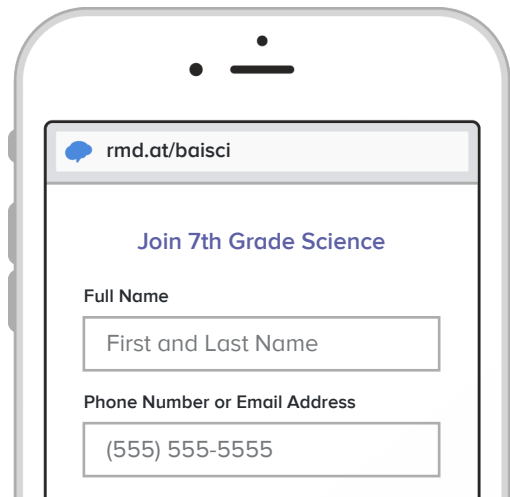 rmd.at/baisci
Join 7th Grade Science
Full Name
First and Last Name
Phone Number or Email Address
(555) 555-5555